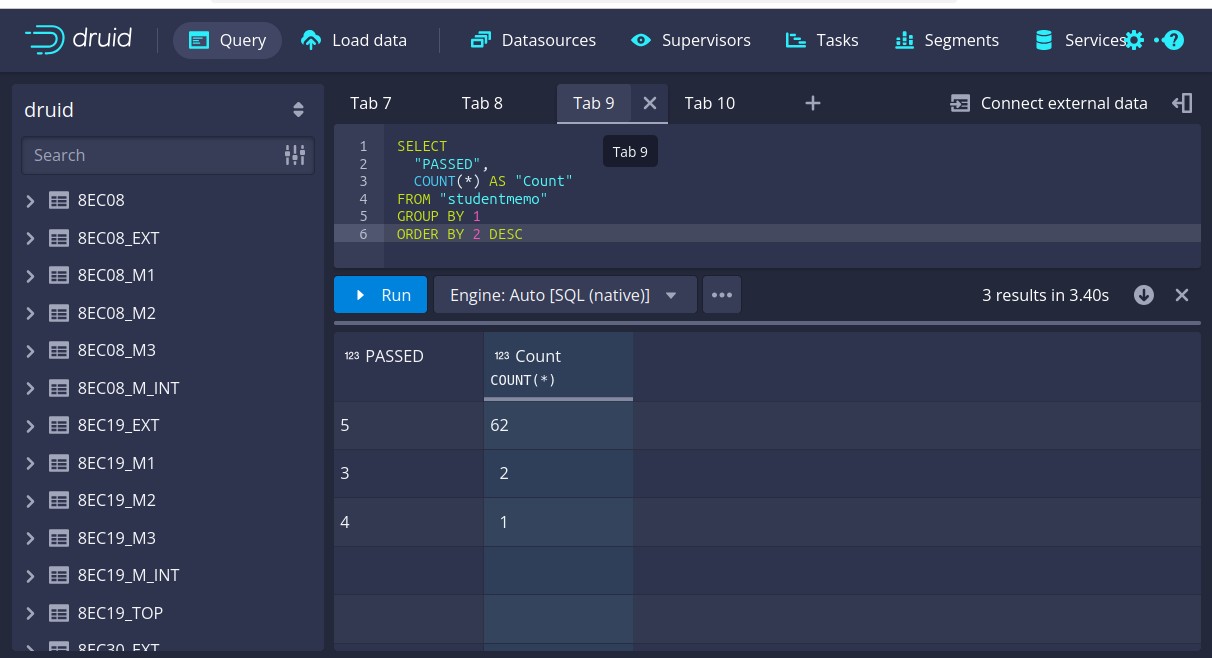 druid
Query
Load data
Datasources
Supervisors
Tasks
Segments
Services
?
druid
Search
8EC08
8EC08_EXT
8EC08_M1
8EC08_M2
8EC08_M3
8EC08_M_INT
8EC19_EXT
8EC19_M1
8EC19_M2
8EC19_M3
8EC19_M_INT
8EC19_TOP
8EC30_EXT
Tab 7
Tab 8
Tab 9
Tab 10
Connect external data
1 SELECT
2 "PASSED",
3 COUNT(*) AS "Count"
4 FROM "studentmemo"
5 GROUP BY 1
6 ORDER BY 2 DESC
Tab 9
Run
Engine: Auto [SQL (native)]
3 results in 3.40s
123 PASSED
123 Count
COUNT(*)
5 62
3 2
4 1